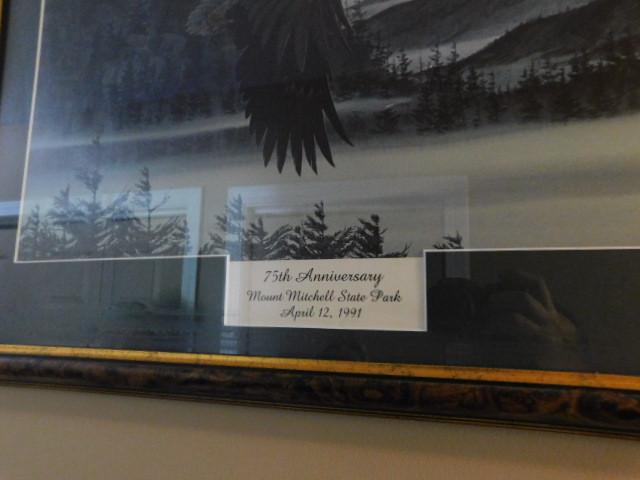 75th Anniversary
Mount Mitchell State Park
April 12, 1991